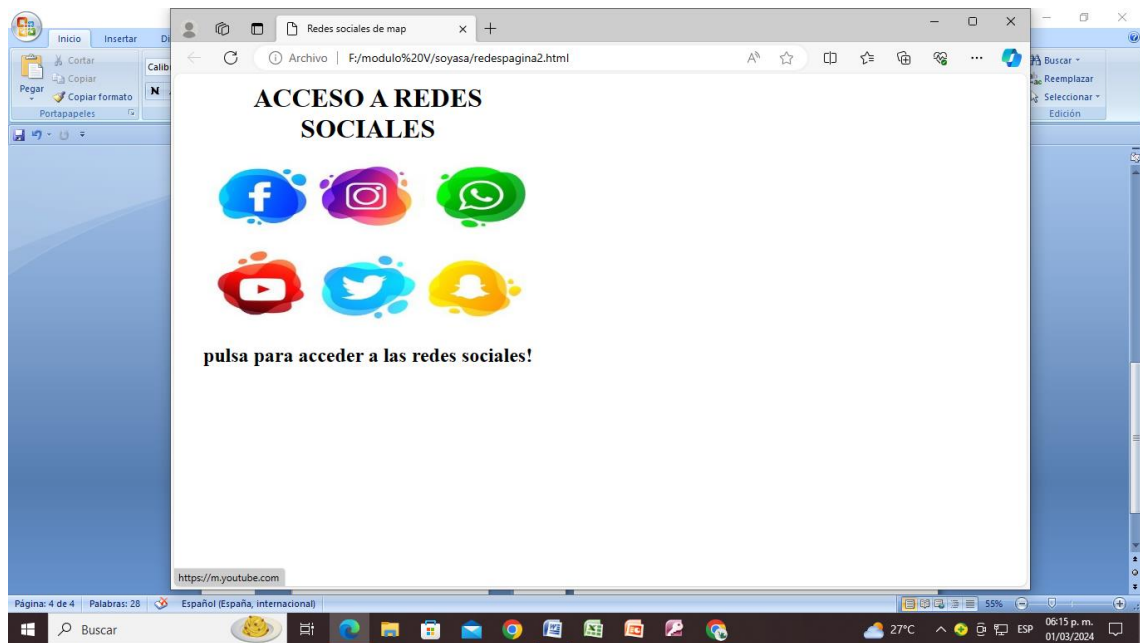 Redes sociales de map
Inicio
Insertar
Di
Archivo
F:/modulo%20V/soyasa/redespagina2.html
Cortar
Copiar
Pegar
Copiar formato
Portapapeles
Calib
N
Buscar
Reemplazar
Seleccionar
Edición
ACCESO A REDES
SOCIALES
pulsa para acceder a las redes sociales!
https://m.youtube.com
Página: 4 de 4
Palabras: 28
Español (España, internacional)
55%
Buscar
27°C
ESP
06:15 p. m.
01/03/2024